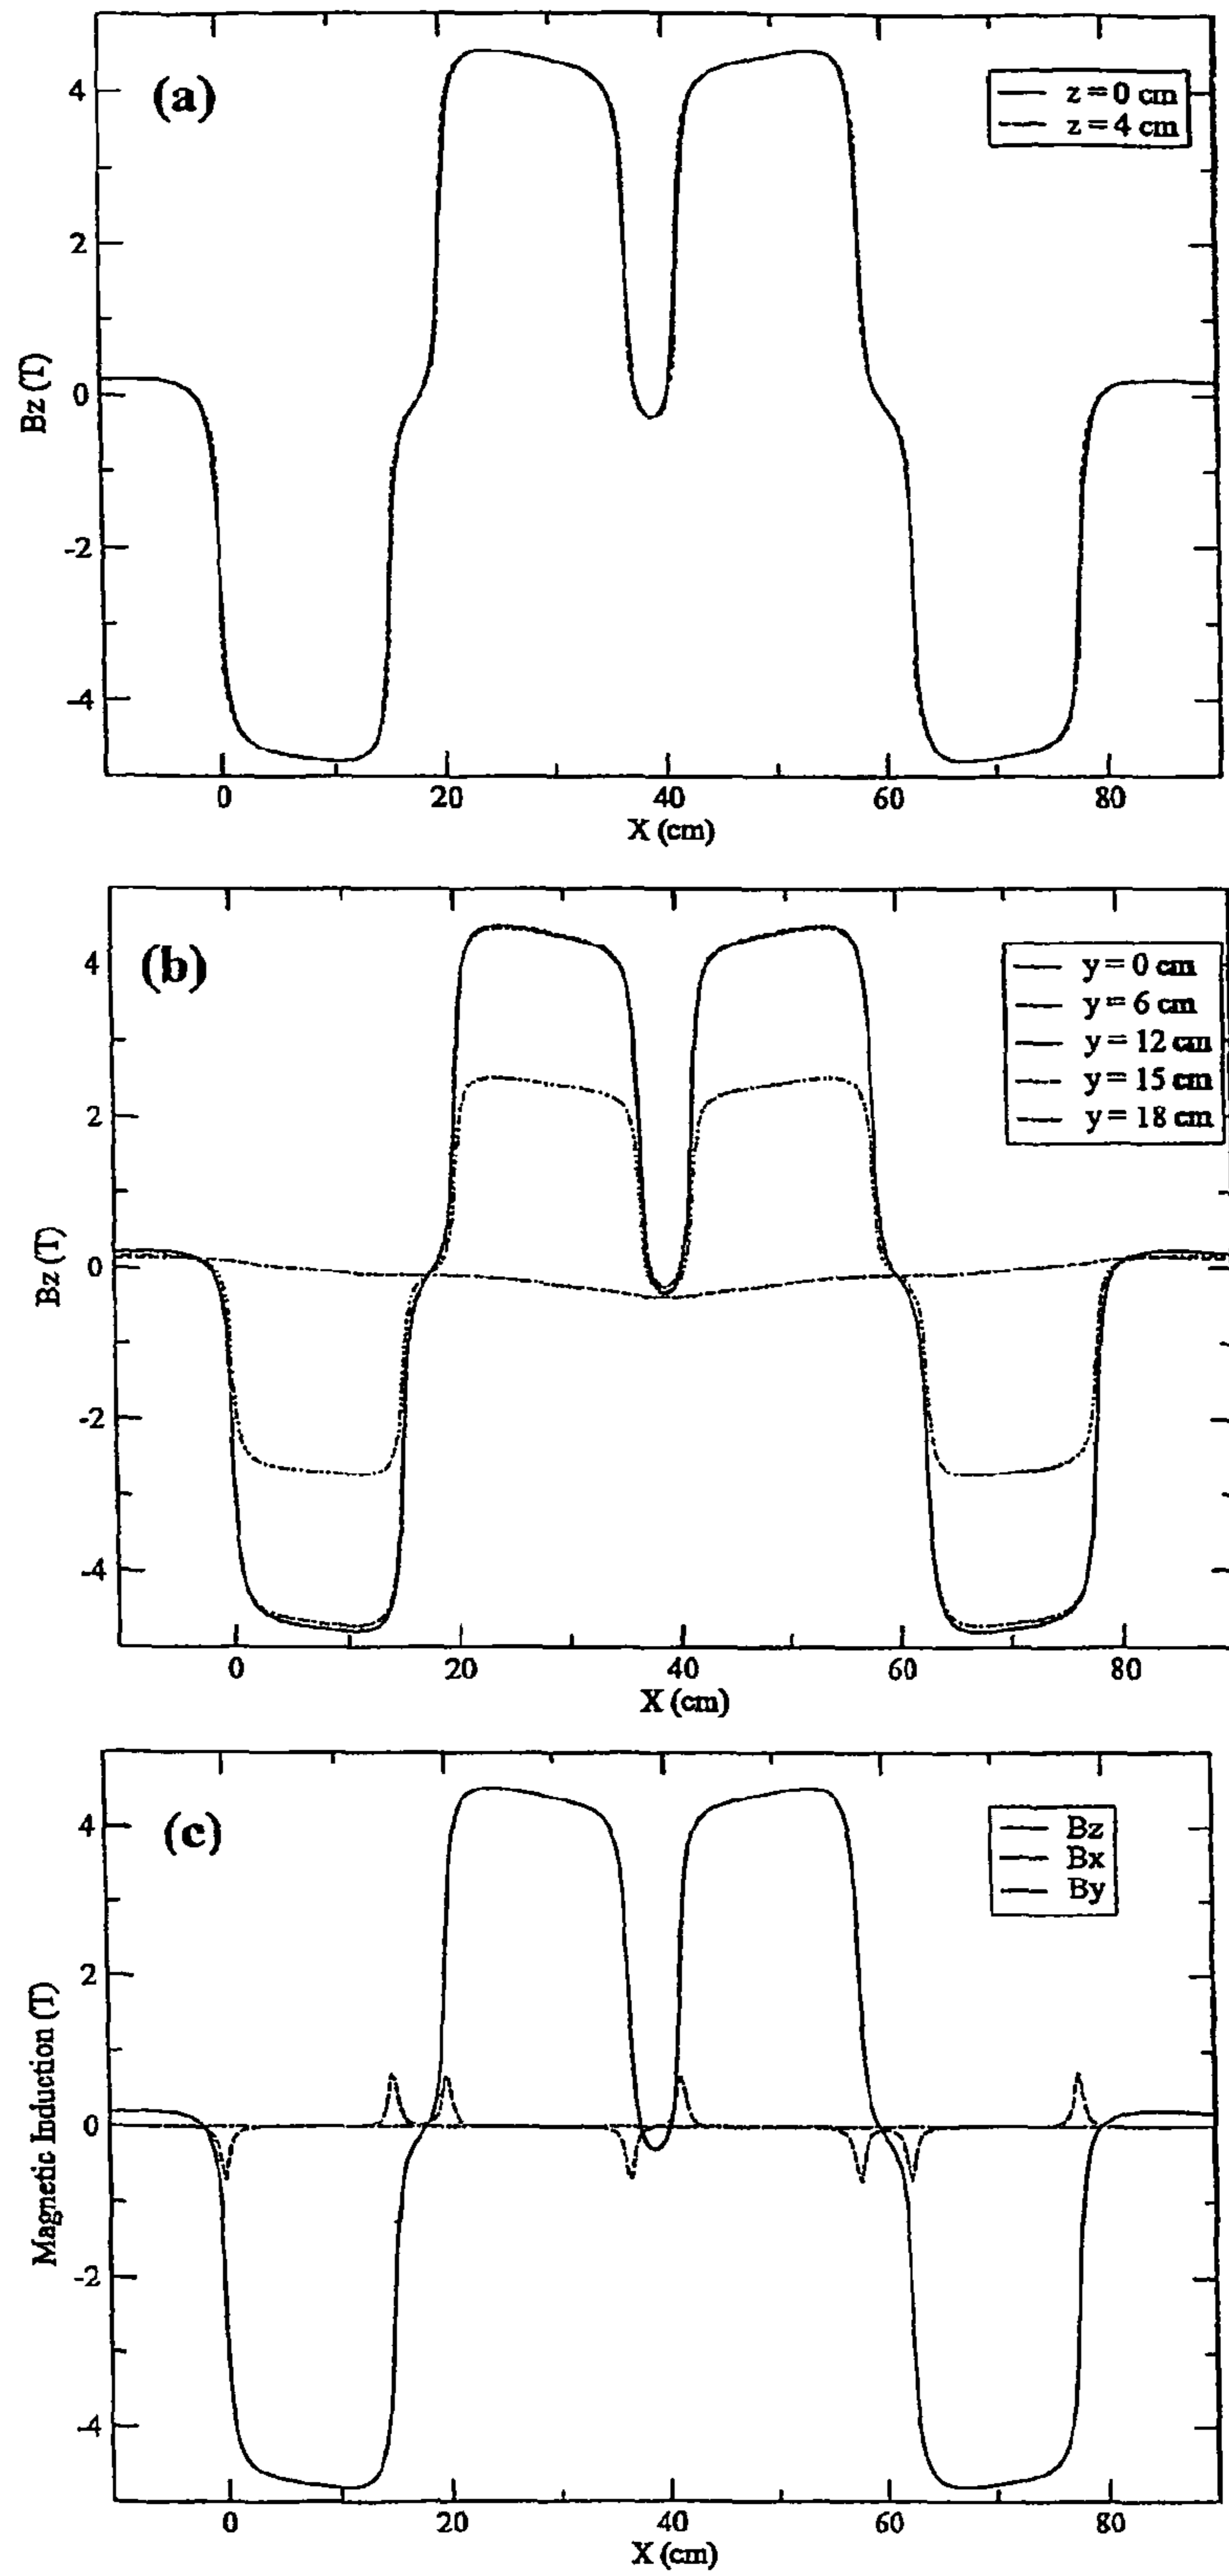 (a)
z = 0 cm
z = 4 cm
4
2
0
-2
-4
Bz (T)
0
20
40
60
80
X (cm)
(b)
y = 0 cm
y = 6 cm
y = 12 cm
y = 15 cm
y = 18 cm
4
2
0
-2
-4
Bz (T)
0
20
40
60
80
X (cm)
(c)
Bz
Bx
By
4
2
0
-2
-4
Magnetic Induction (T)
0
20
40
60
80
X (cm)